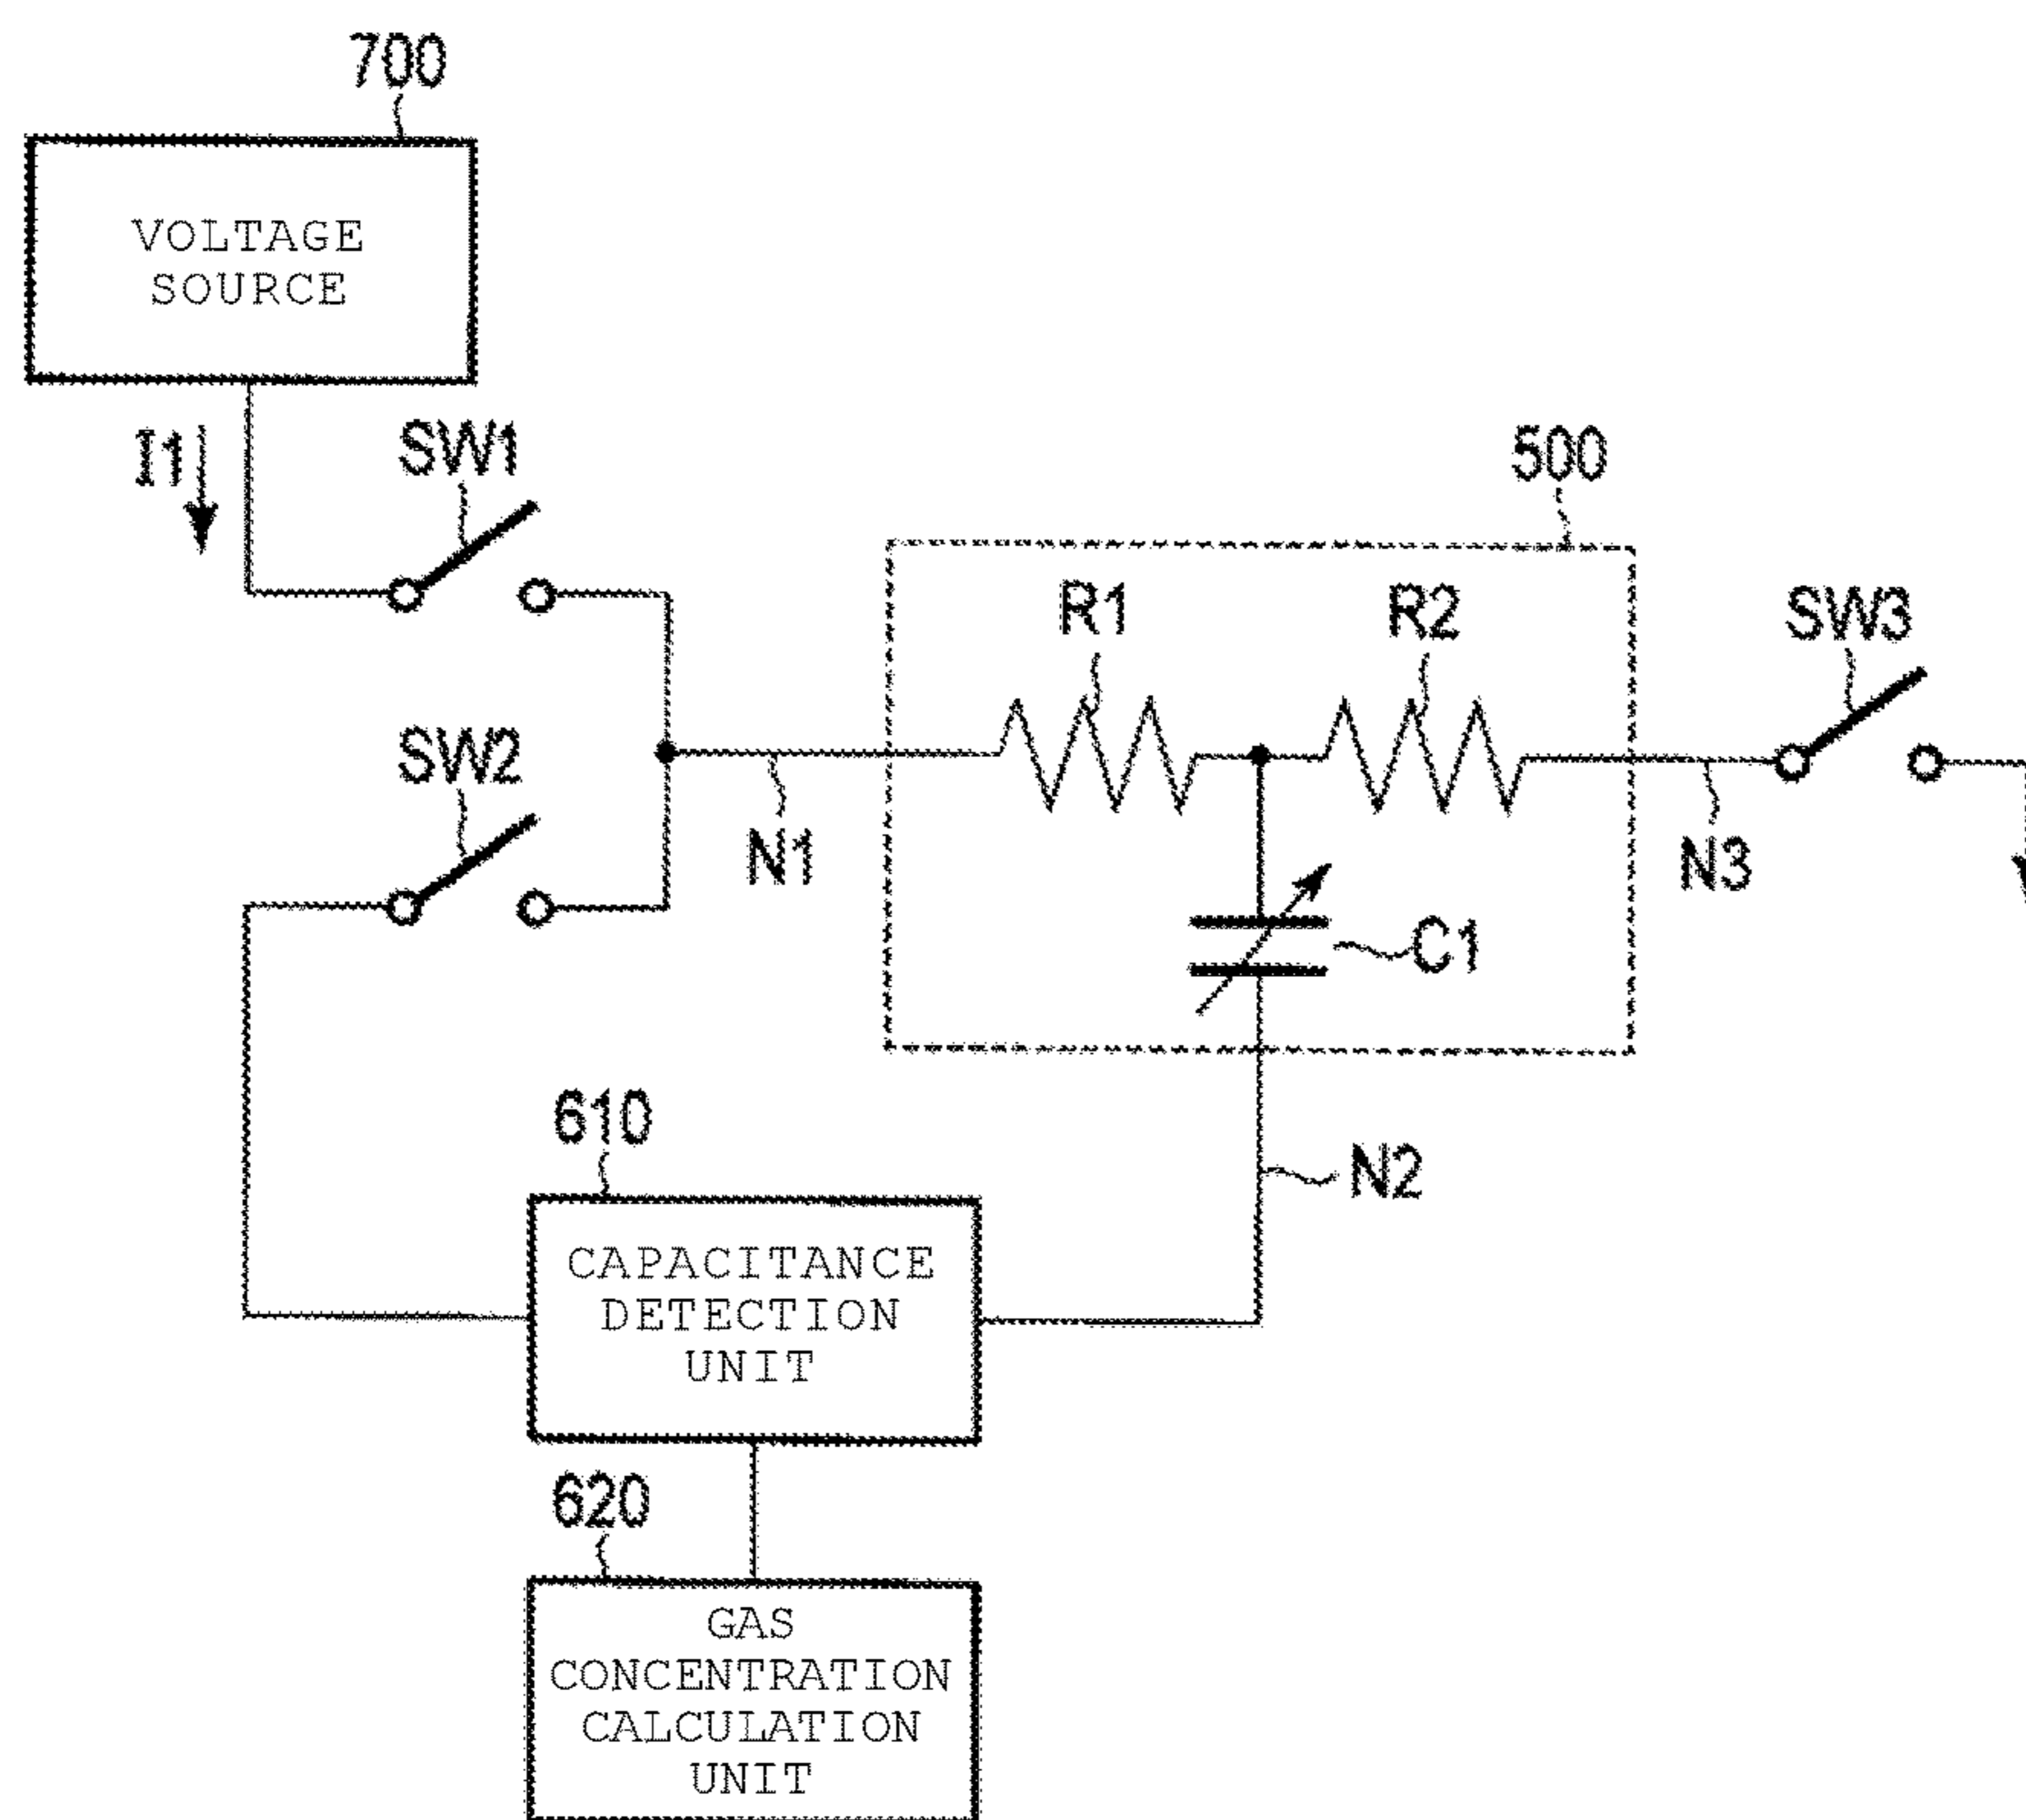 700
VOLTAGE
SOURCE
I1
SW1
500
R1
R2
SW3
SW2
N1
N3
C1
610
N2
CAPACITANCE
DETECTION
UNIT
620
GAS
CONCENTRATION
CALCULATION
UNIT